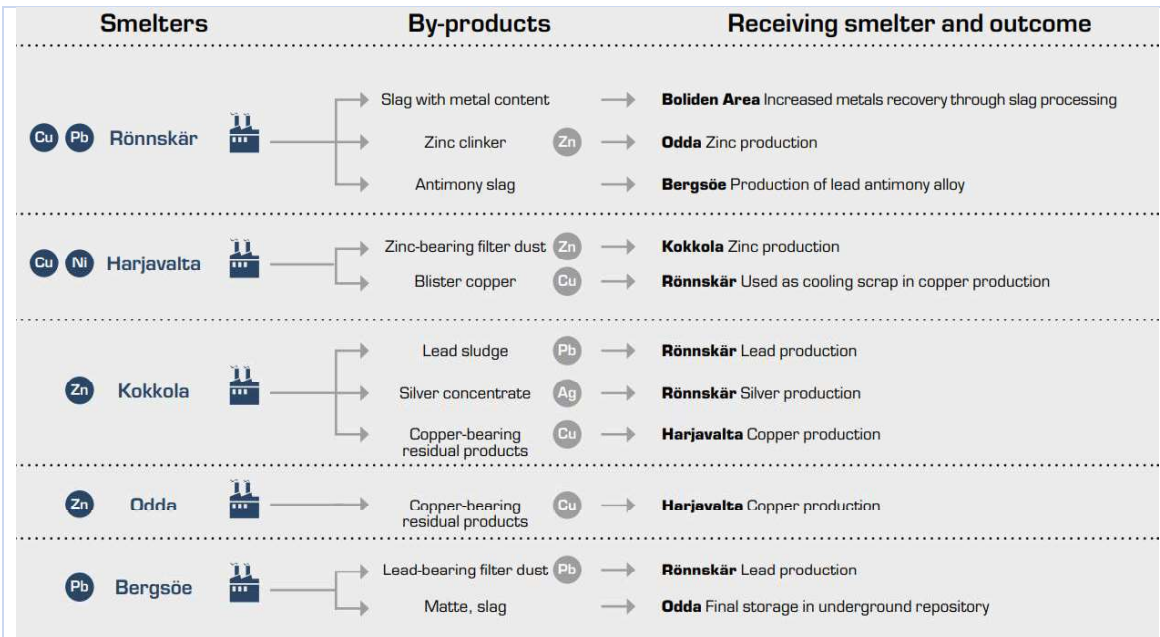 Smelters By-products Receiving smelter and outcome
Slag with metal content Boliden Area Increased metals recovery through slag processing
Cu Pb Rönnskär Zinc clinker Zn Odda Zinc production
Antimony slag Bergsöe Production of lead antimony alloy
Zinc-bearing filter dust Zn Kokkola Zinc production
Cu Ni Harjavalta
Blister copper Cu Rönnskär Used as cooling scrap in copper production
Lead sludge Pb Rönnskär Lead production
Zn Kokkola Silver concentrate Ag Rönnskär Silver production
Copper-bearing Cu Harjavalta Copper production
residual products
Zn Odda Copper-bearing Cu Harjavalta Copper production
residual products
Lead-bearing filter dust Pb Rönnskär Lead production
Pb Bergsöe
Matte, slag Odda Final storage in underground repository